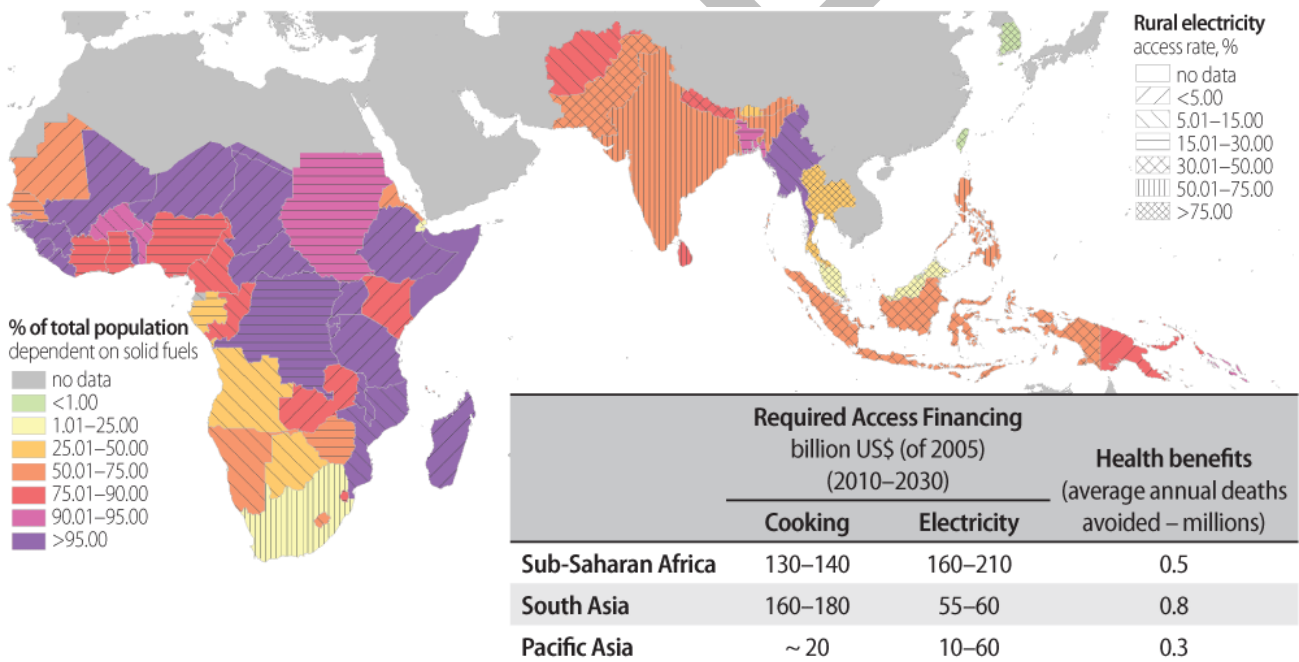 Rural electricity
access rate, %
no data
<5.00
5.01–15.00
15.01–30.00
30.01–50.00
50.01–75.00
>75.00
% of total population
dependent on solid fuels
no data
<1.00
1.01–25.00
25.01–50.00
50.01–75.00
75.01–90.00
90.01–95.00
>95.00
Required Access Financing
billion US$ (of 2005)
(2010–2030)
Health benefits
(average annual deaths
avoided – millions)
Cooking Electricity
Sub-Saharan Africa 130–140 160–210 0.5
South Asia 160–180 55–60 0.8
Pacific Asia ~ 20 10–60 0.3